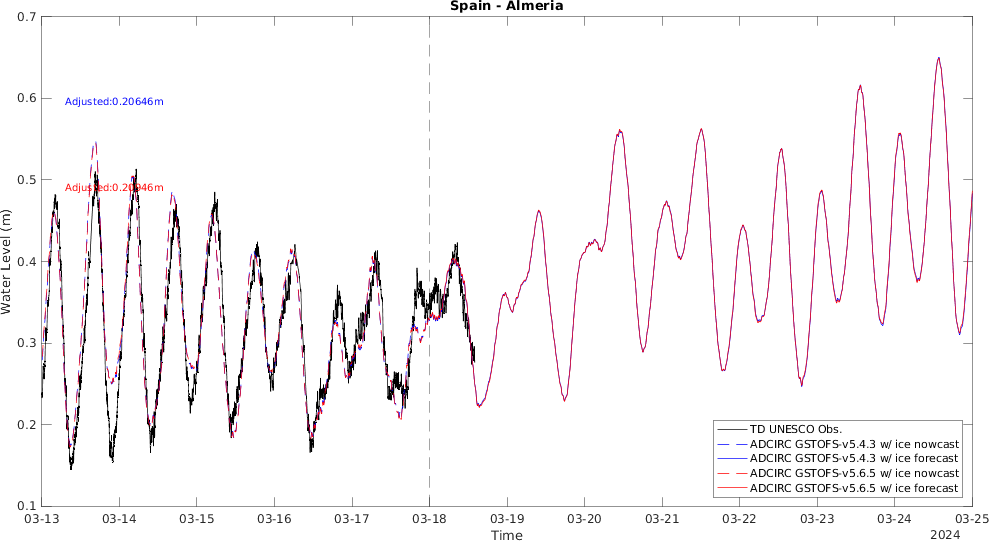 Spain - Almeria
0.7
0.6
0.5
0.4
0.3
0.2
0.1
Water Level (m)
Adjusted:0.20646m
Adjusted:0.20946m
TD UNESCO Obs.
ADCIRC GSTOFS-v5.4.3 w/ ice nowcast
ADCIRC GSTOFS-v5.4.3 w/ ice forecast
ADCIRC GSTOFS-v5.6.5 w/ ice nowcast
ADCIRC GSTOFS-v5.6.5 w/ ice forecast
03-13 03-14 03-15 03-16 03-17 03-18 03-19 03-20 03-21 03-22 03-23 03-24 03-25
Time
2024